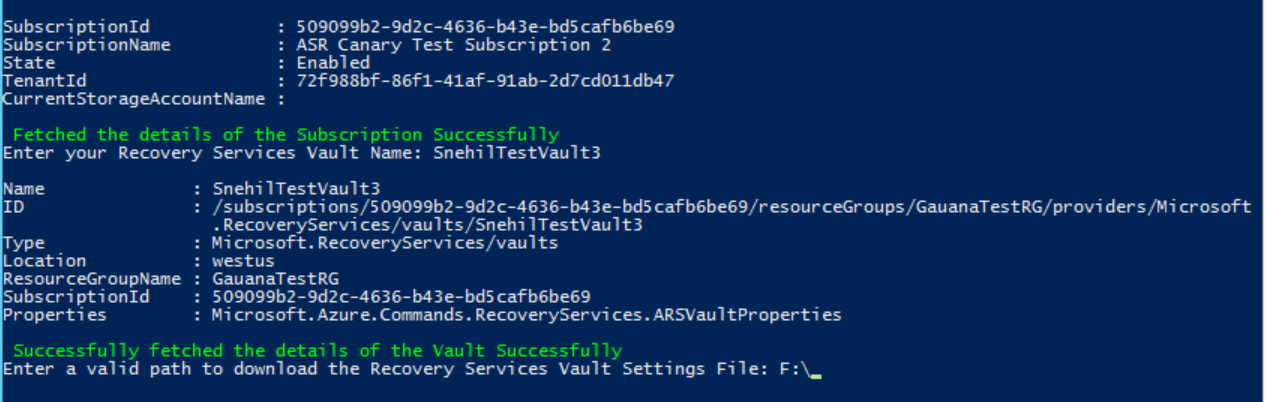 SubscriptionId            : 509099b2-9d2c-4636-b43e-bd5cafb6be69
SubscriptionName          : ASR Canary Test Subscription 2
State                     : Enabled
TenantId                  : 72f988bf-86f1-41af-91ab-2d7cd011db47
CurrentStorageAccountName :
Fetched the details of the Subscription Successfully
Enter your Recovery Services Vault Name: SnehilTestVault3
Name              : SnehilTestVault3
ID                : /subscriptions/509099b2-9d2c-4636-b43e-bd5cafb6be69/resourceGroups/GauanaTestRG/providers/Microsoft
                    .RecoveryServices/vaults/SnehilTestVault3
Type              : Microsoft.RecoveryServices/vaults
Location          : westus
ResourceGroupName : GauanaTestRG
SubscriptionId    : 509099b2-9d2c-4636-b43e-bd5cafb6be69
Properties        : Microsoft.Azure.Commands.RecoveryServices.ARSVaultProperties
Successfully fetched the details of the Vault Successfully
Enter a valid path to download the Recovery Services Vault Settings File: F:\_